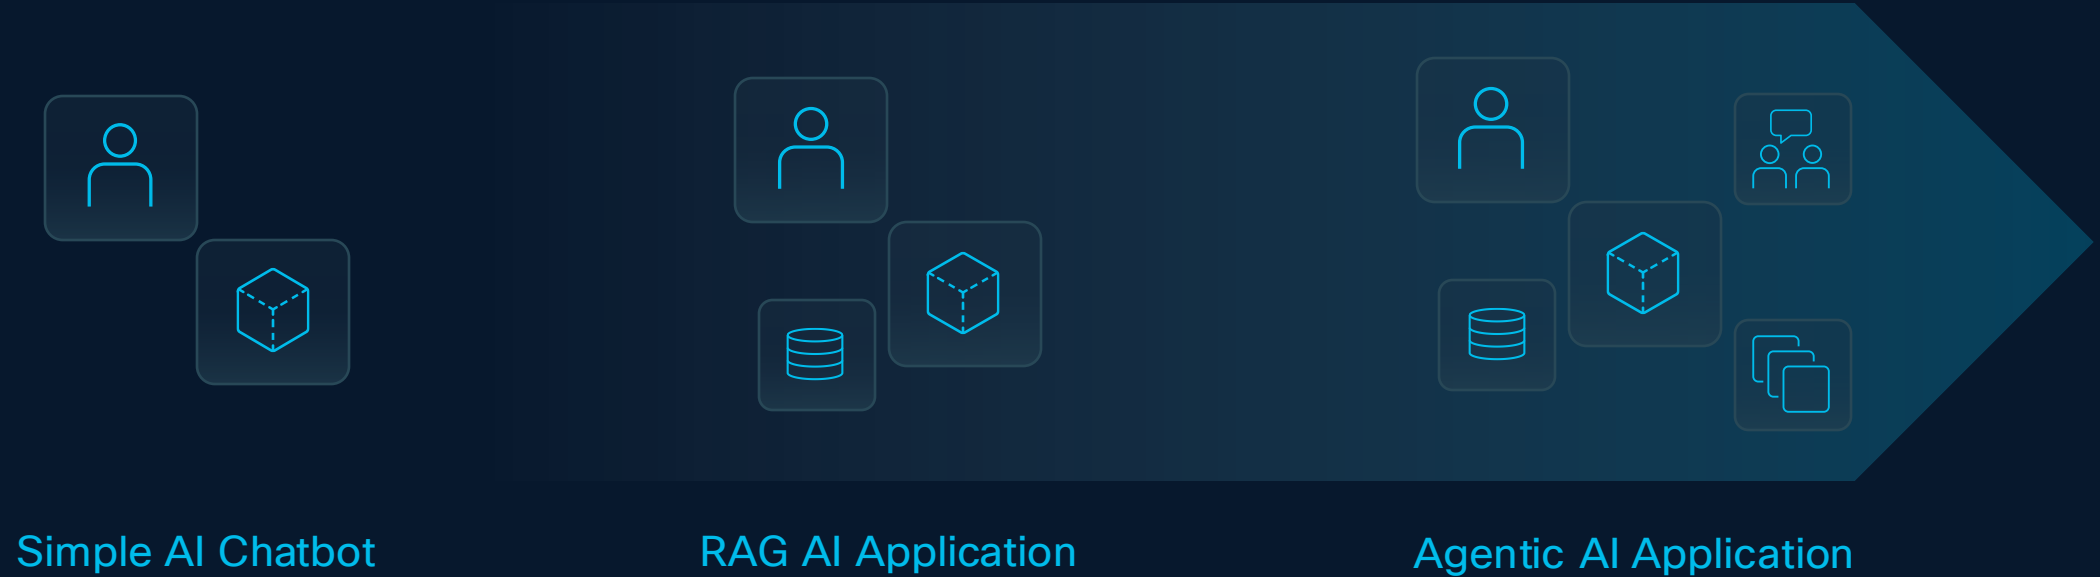 Simple AI Chatbot
RAG AI Application
Agentic AI Application